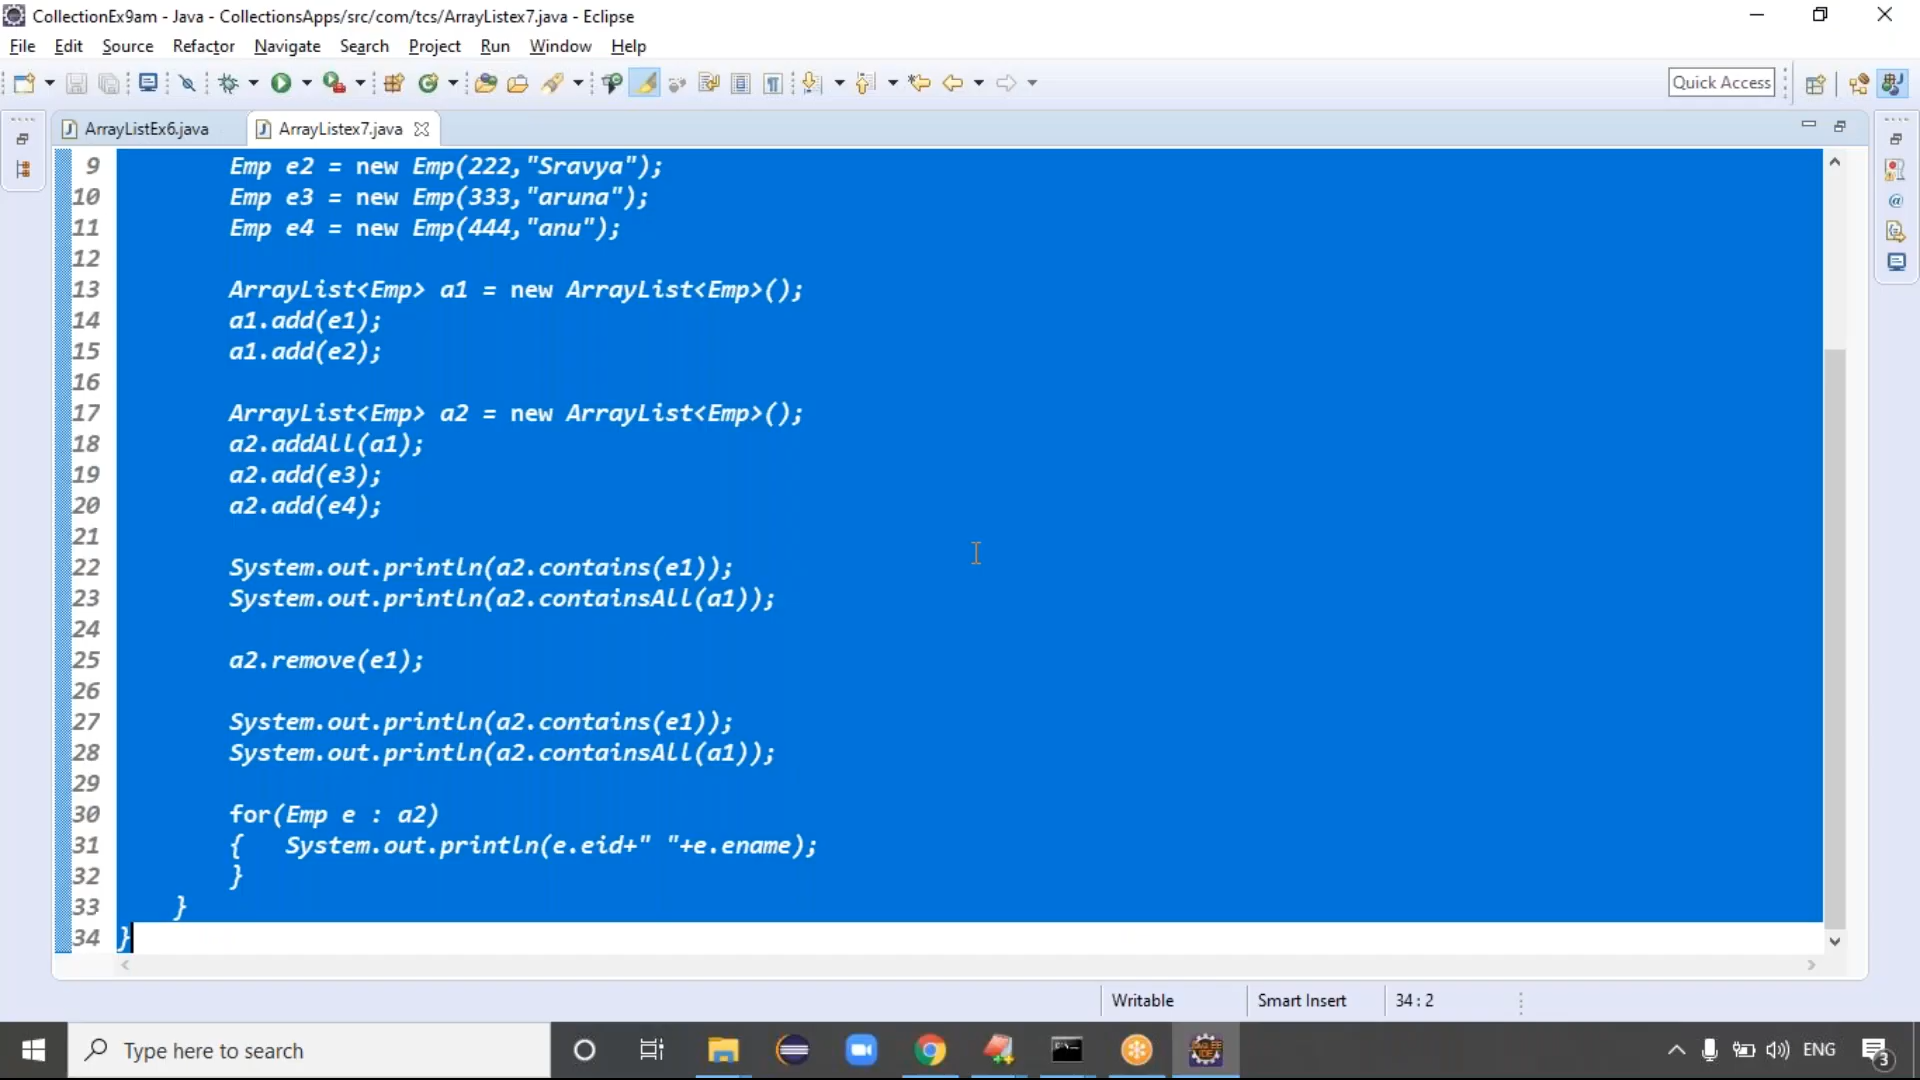 CollectionEx9am - Java - CollectionsApps/src/com/tcs/ArrayListex7.java - Eclipse
File Edit Source Refactor Navigate Search Project Run Window Help
Quick Access
ArrayListEx6.java ArrayListex7.java
9 Emp e2 = new Emp(222,"Sravya");
10 Emp e3 = new Emp(333,"aruna");
11 Emp e4 = new Emp(444,"anu");
12
13 ArrayList<Emp> a1 = new ArrayList<Emp>();
14 a1.add(e1);
15 a1.add(e2);
16
17 ArrayList<Emp> a2 = new ArrayList<Emp>();
18 a2.addAll(a1);
19 a2.add(e3);
20 a2.add(e4);
21
22 System.out.println(a2.contains(e1));
23 System.out.println(a2.containsAll(a1));
24
25 a2.remove(e1);
26
27 System.out.println(a2.contains(e1));
28 System.out.println(a2.containsAll(a1));
29
30 for(Emp e : a2)
31 { System.out.println(e.eid+" "+e.ename);
32 }
33 }
34 }
Writable Smart Insert 34 : 2
Type here to search
ENG
3